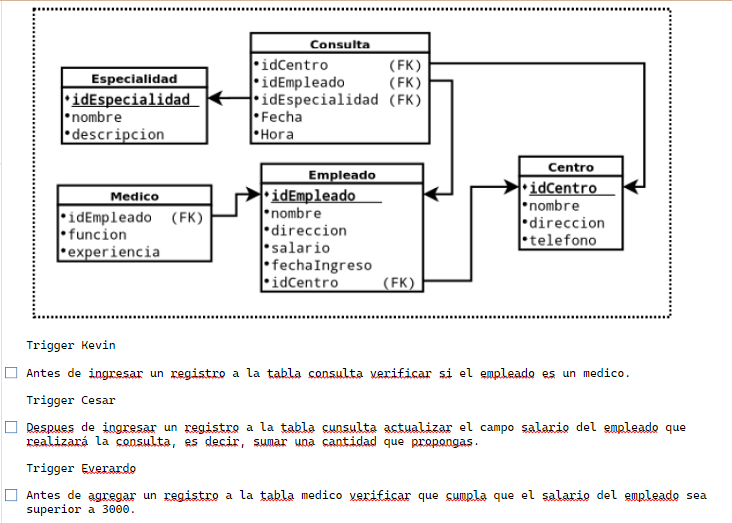 Consulta
•idCentro (FK)
•idEmpleado (FK)
•idEspecialidad (FK)
•Fecha
•Hora
Especialidad
idEspecialidad
•nombre
•descripcion
Medico
•idEmpleado (FK)
•funcion
•experiencia
Empleado
idEmpleado
•nombre
•direccion
•salario
•fechaIngreso
•idCentro (FK)
Centro
idCentro
•nombre
•direccion
•telefono
Trigger Kevin
Antes de ingresar un registro a la tabla consulta verificar si el empleado es un medico.
Trigger Cesar
Despues de ingresar un registro a la tabla cunsulta actualizar el campo salario del empleado que
realizará la consulta, es decir, sumar una cantidad que propongas.
Trigger Everardo
Antes de agregar un registro a la tabla medico verificar que cumpla que el salario del empleado sea
superior a 3000.